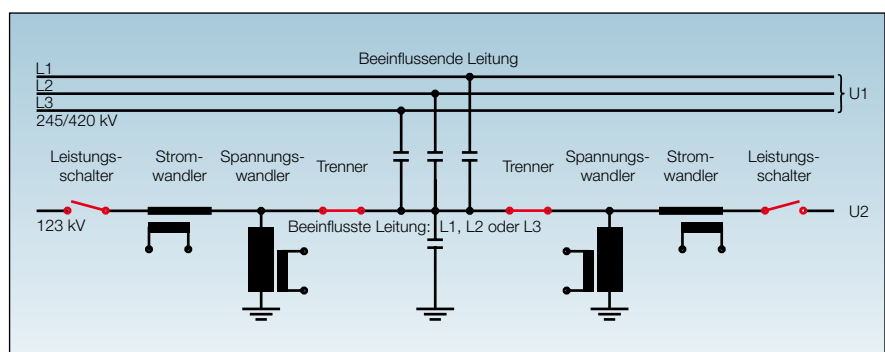 Beeinflussende Leitung
L1
L2
L3
U1
245/420 kV
Leistungs-
schalter
Strom-
wandler
Spannungs-
wandler
Trenner
Trenner
Spannungs-
wandler
Strom-
wandler
Leistungs-
schalter
U2
123 kV
Beeinflusste Leitung: L1, L2 oder L3